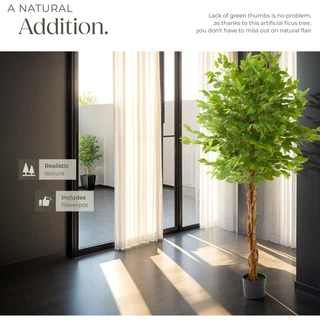 A NATURAL
Addition.
Lack of green thumbs is no problem,
as thanks to this artificial ficus tree,
you don't have to miss out on natural flair.
Realistic
texture
Includes
flowerpot